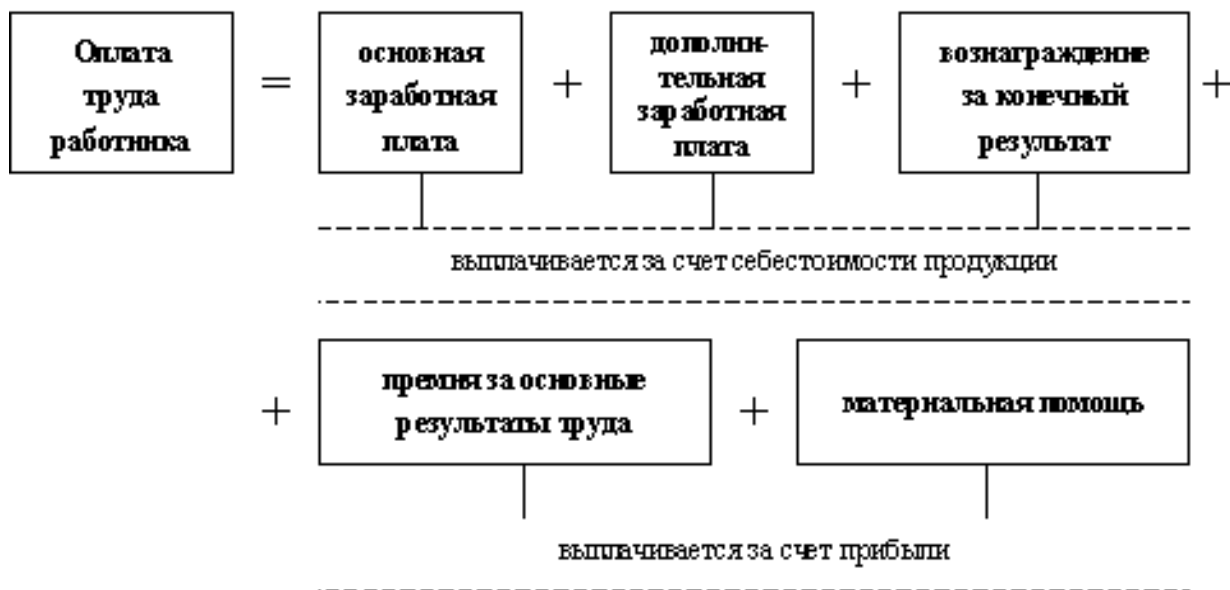 Оплата
труда
работника
=
основная
заработная
плата
+
дополни-
тельная
заработная
плата
+
вознаграждение
за конечный
результат
+
выплачивается за счет себестоимости продукции
+
премия за основные
результаты труда
+
материальная помощь
выплачивается за счет прибыли